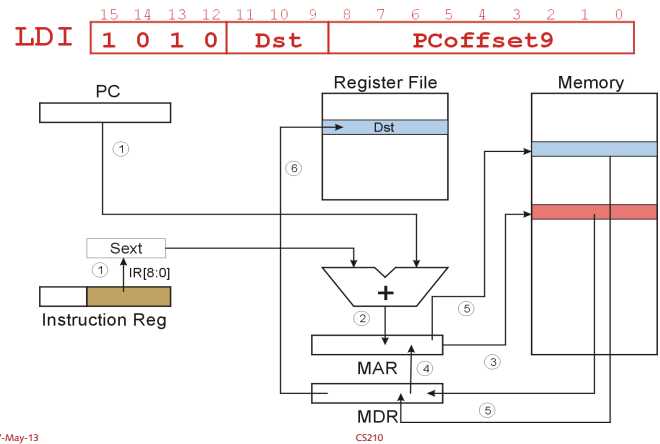 15 14 13 12 11 10 9 8 7 6 5 4 3 2 1 0
LDI 1 0 1 0 Dst PCoffset9
PC
Register File
Memory
Dst
1
6
5
Sext
1
IR[8:0]
+
Instruction Reg
2
5
MAR
3
4
MDR
5
7-May-13
CS210